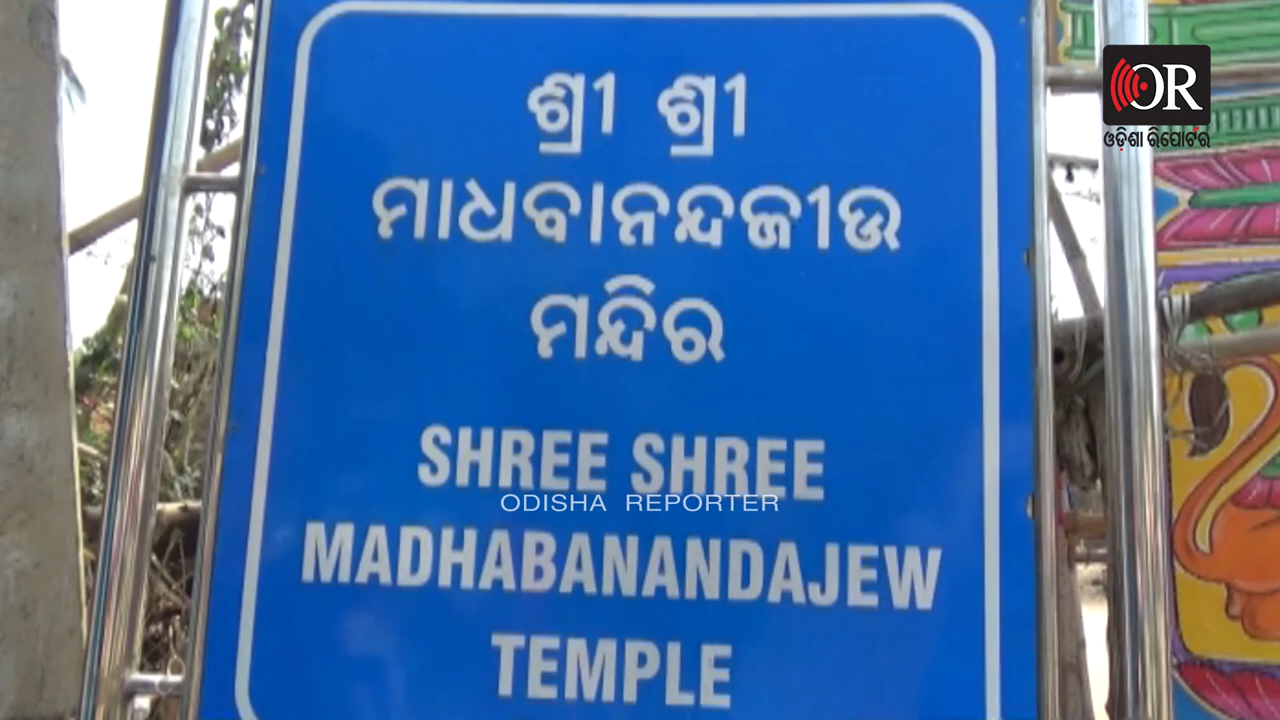 OR
ଓଡ଼ିଶା ରିପୋର୍ଟର
ଶ୍ରୀ ଶ୍ରୀ
ମାଧବାନନ୍ଦଜୀଉ
ମନ୍ଦିର
SHREE SHREE
ODISHA REPORTER
MADHABANANDAJEW
TEMPLE